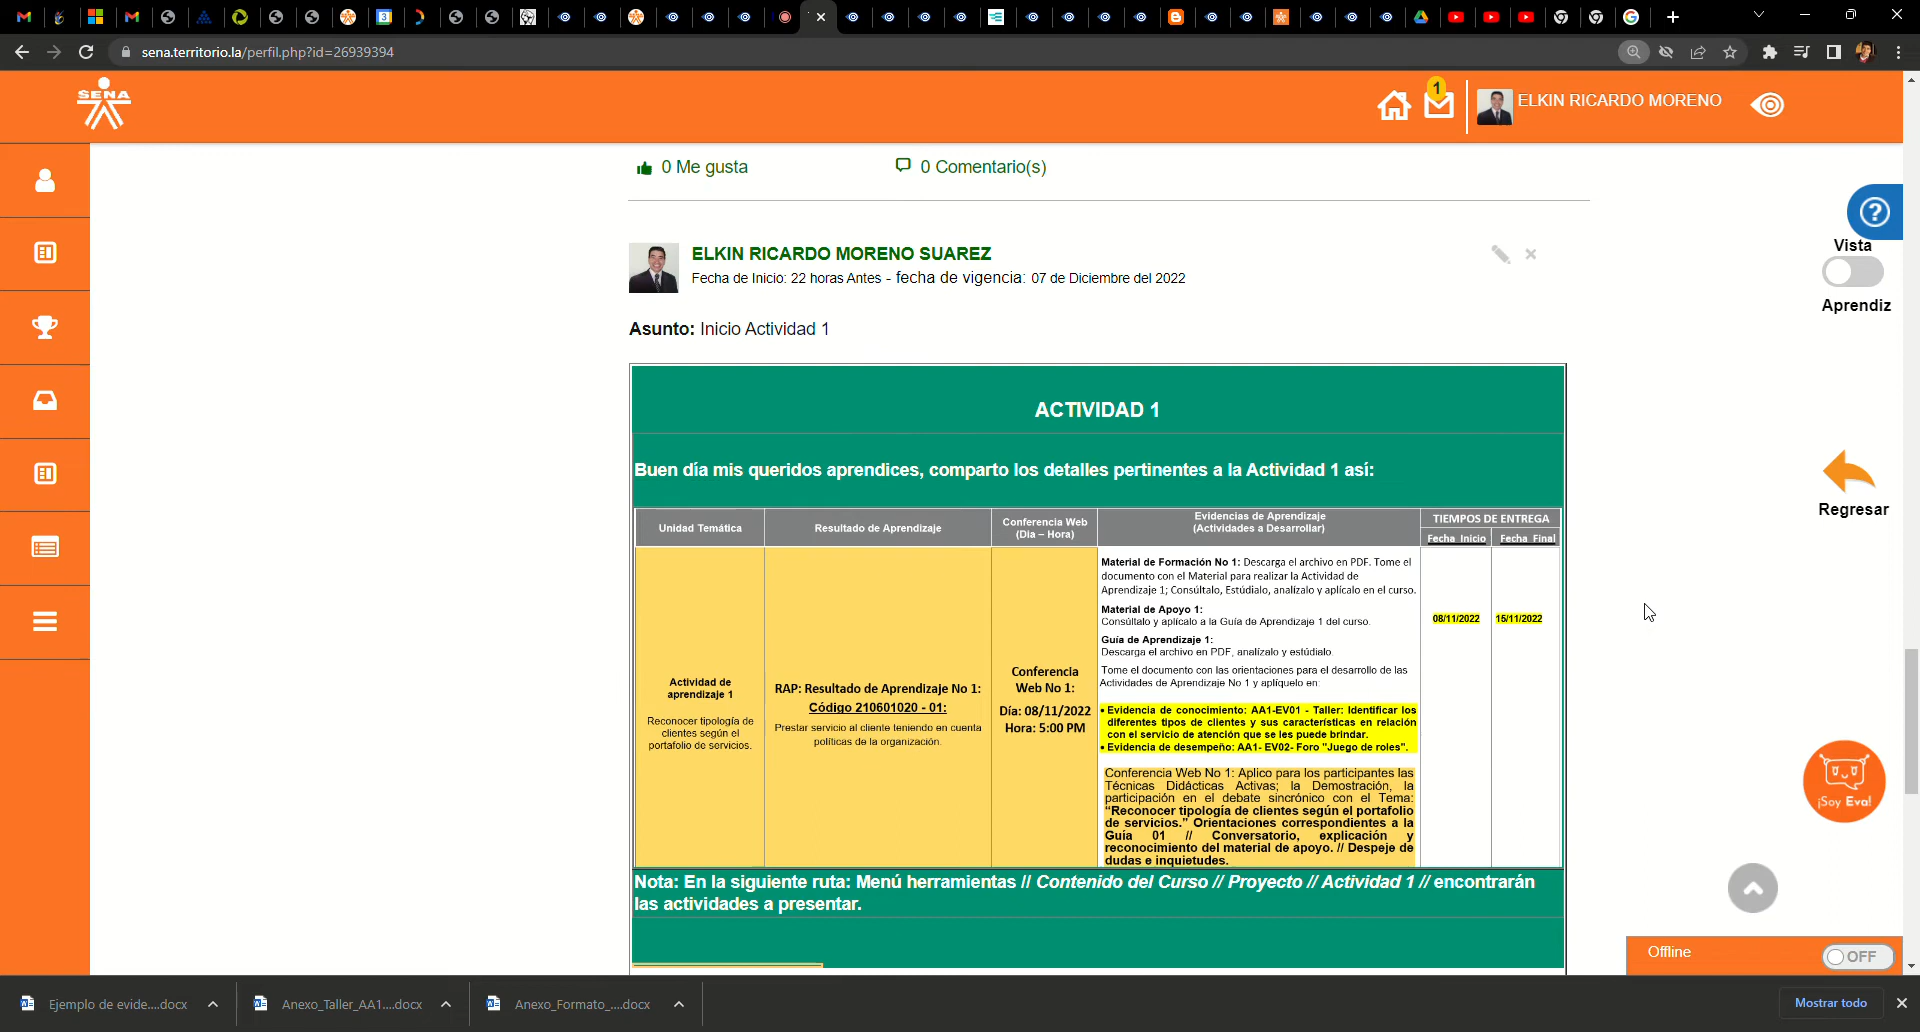 sena.territorio.la/perfil.php?id=26939394
SENA
1
ELKIN RICARDO MORENO
0 Me gusta
0 Comentario(s)
Vista
Aprendiz
ELKIN RICARDO MORENO SUAREZ
Fecha de Inicio: 22 horas Antes - fecha de vigencia: 07 de Diciembre del 2022
Asunto: Inicio Actividad 1
ACTIVIDAD 1
Buen día mis queridos aprendices, comparto los detalles pertinentes a la Actividad 1 así:
Regresar
Unidad Temática
Resultado de Aprendizaje
Conferencia Web
(Dia – Hora)
Evidencias de Aprendizaje
(Actividades a Desarrollar)
TIEMPOS DE ENTREGA
Fecha Inicio
Fecha Final
Actividad de
aprendizaje 1
Reconocer tipología de
clientes según el
portafolio de servicios.
RAP: Resultado de Aprendizaje No 1:
Código 210601020 - 01:
Prestar servicio al cliente teniendo en cuenta
políticas de la organización.
Conferencia
Web No 1:
Día: 08/11/2022
Hora: 5:00 PM
Material de Formación No 1: Descarga el archivo en PDF. Tome el
documento con el Material para realizar la Actividad de
Aprendizaje 1; Consúltalo, Estúdialo, analízalo y aplícalo en el curso.
Material de Apoyo 1:
Consúltalo y aplícalo a la Guía de Aprendizaje 1 del curso.
Guía de Aprendizaje 1:
Descarga el archivo en PDF, analízalo y estúdialo.
Tome el documento con las orientaciones para el desarrollo de las
Actividades de Aprendizaje No 1 y aplíquelo en:
• Evidencia de conocimiento: AA1-EV01 - Taller: Identificar los
diferentes tipos de clientes y sus características en relación
con el servicio de atención que se les puede brindar.
• Evidencia de desempeño: AA1- EV02- Foro "Juego de roles".
Conferencia Web No 1: Aplico para los participantes las
Técnicas Didácticas Activas; la Demostración, la
participación en el debate sincrónico con el Tema:
“Reconocer tipología de clientes según el portafolio
de servicios.” Orientaciones correspondientes a la
Guía 01 // Conversatorio, explicación y
reconocimiento del material de apoyo. // Despeje de
dudas e inquietudes.
08/11/2022
15/11/2022
Nota: En la siguiente ruta: Menú herramientas // Contenido del Curso // Proyecto // Actividad 1 // encontrarán
las actividades a presentar.
¡Soy Eva!
Offline
OFF
Ejemplo de evide....docx
Anexo_Taller_AA1....docx
Anexo_Formato_....docx
Mostrar todo